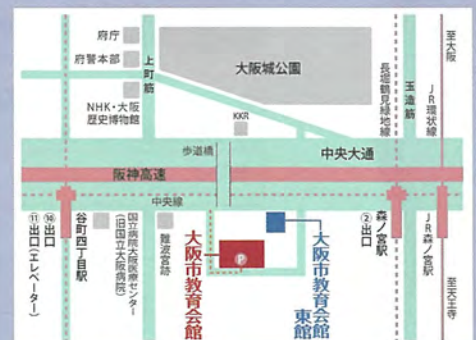 府庁
府警本部
NHK・大阪
歴史博物館
上町筋
大阪城公園
KKR
長堀鶴見緑地線
玉造筋
JR環状線
至大阪
歩道橋
中央大通
阪神高速
中央線
⑪出口(エレベーター)
⑩出口
谷町四丁目駅
国立病院大阪医療センター
(旧国立大阪病院)
難波宮跡
大阪市教育会館
P
大阪市教育会館
東館
②出口
森ノ宮駅
JR森ノ宮駅
至天王寺